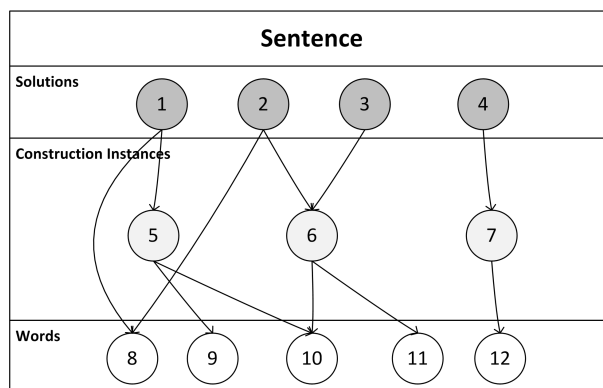 Sentence
Solutions
1 2 3 4
Construction Instances
5 6 7
Words
8 9 10 11 12